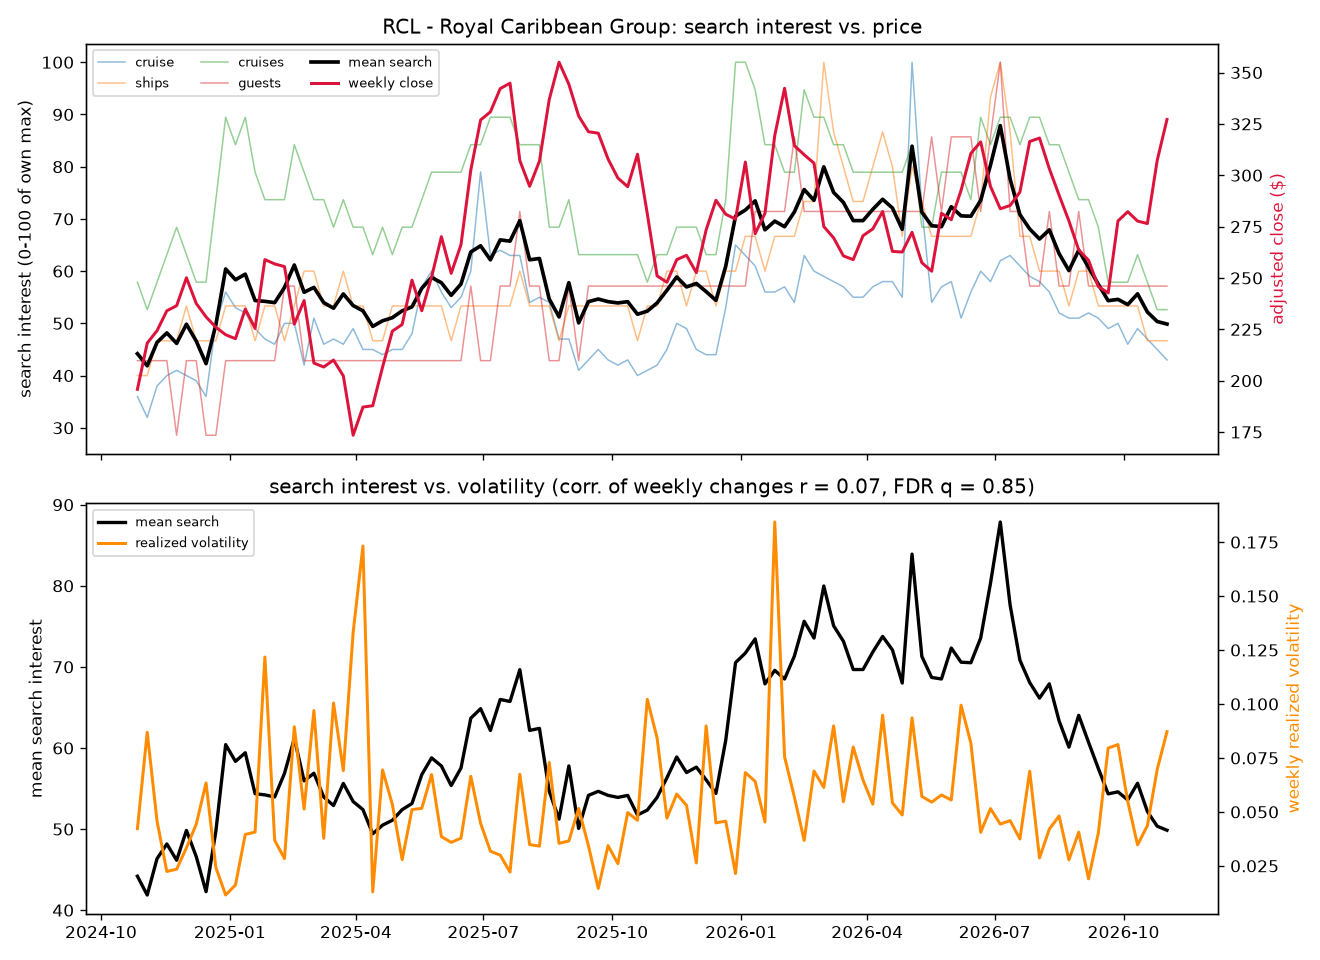 RCL - Royal Caribbean Group: search interest vs. price
cruise
ships
cruises
guests
mean search
weekly close
search interest (0-100 of own max)
100
90
80
70
60
50
40
30
adjusted close ($)
350
325
300
275
250
225
200
175
search interest vs. volatility (corr. of weekly changes r = 0.07, FDR q = 0.85)
mean search
realized volatility
mean search interest
90
80
70
60
50
40
weekly realized volatility
0.175
0.150
0.125
0.100
0.075
0.050
0.025
2024-10
2025-01
2025-04
2025-07
2025-10
2026-01
2026-04
2026-07
2026-10